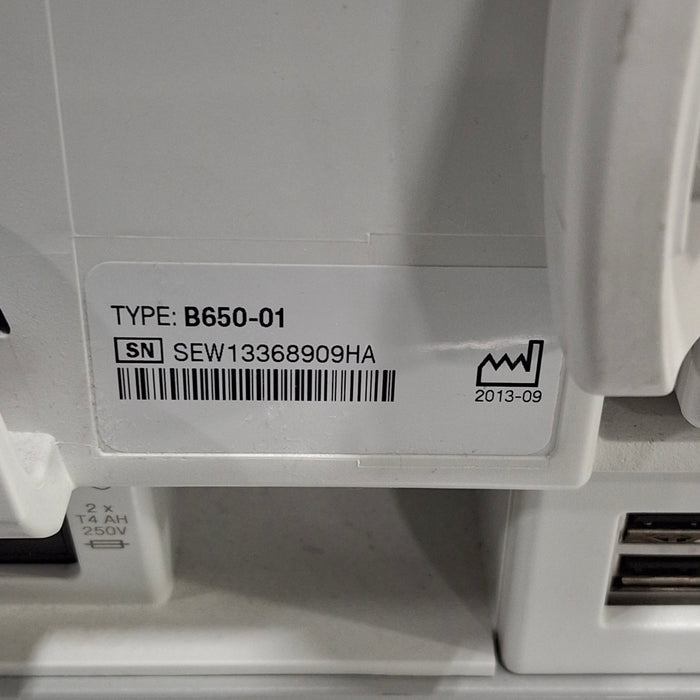 TYPE: B650-01
SN SEW13368909HA
2013-09
2 x
T4 AH
250V